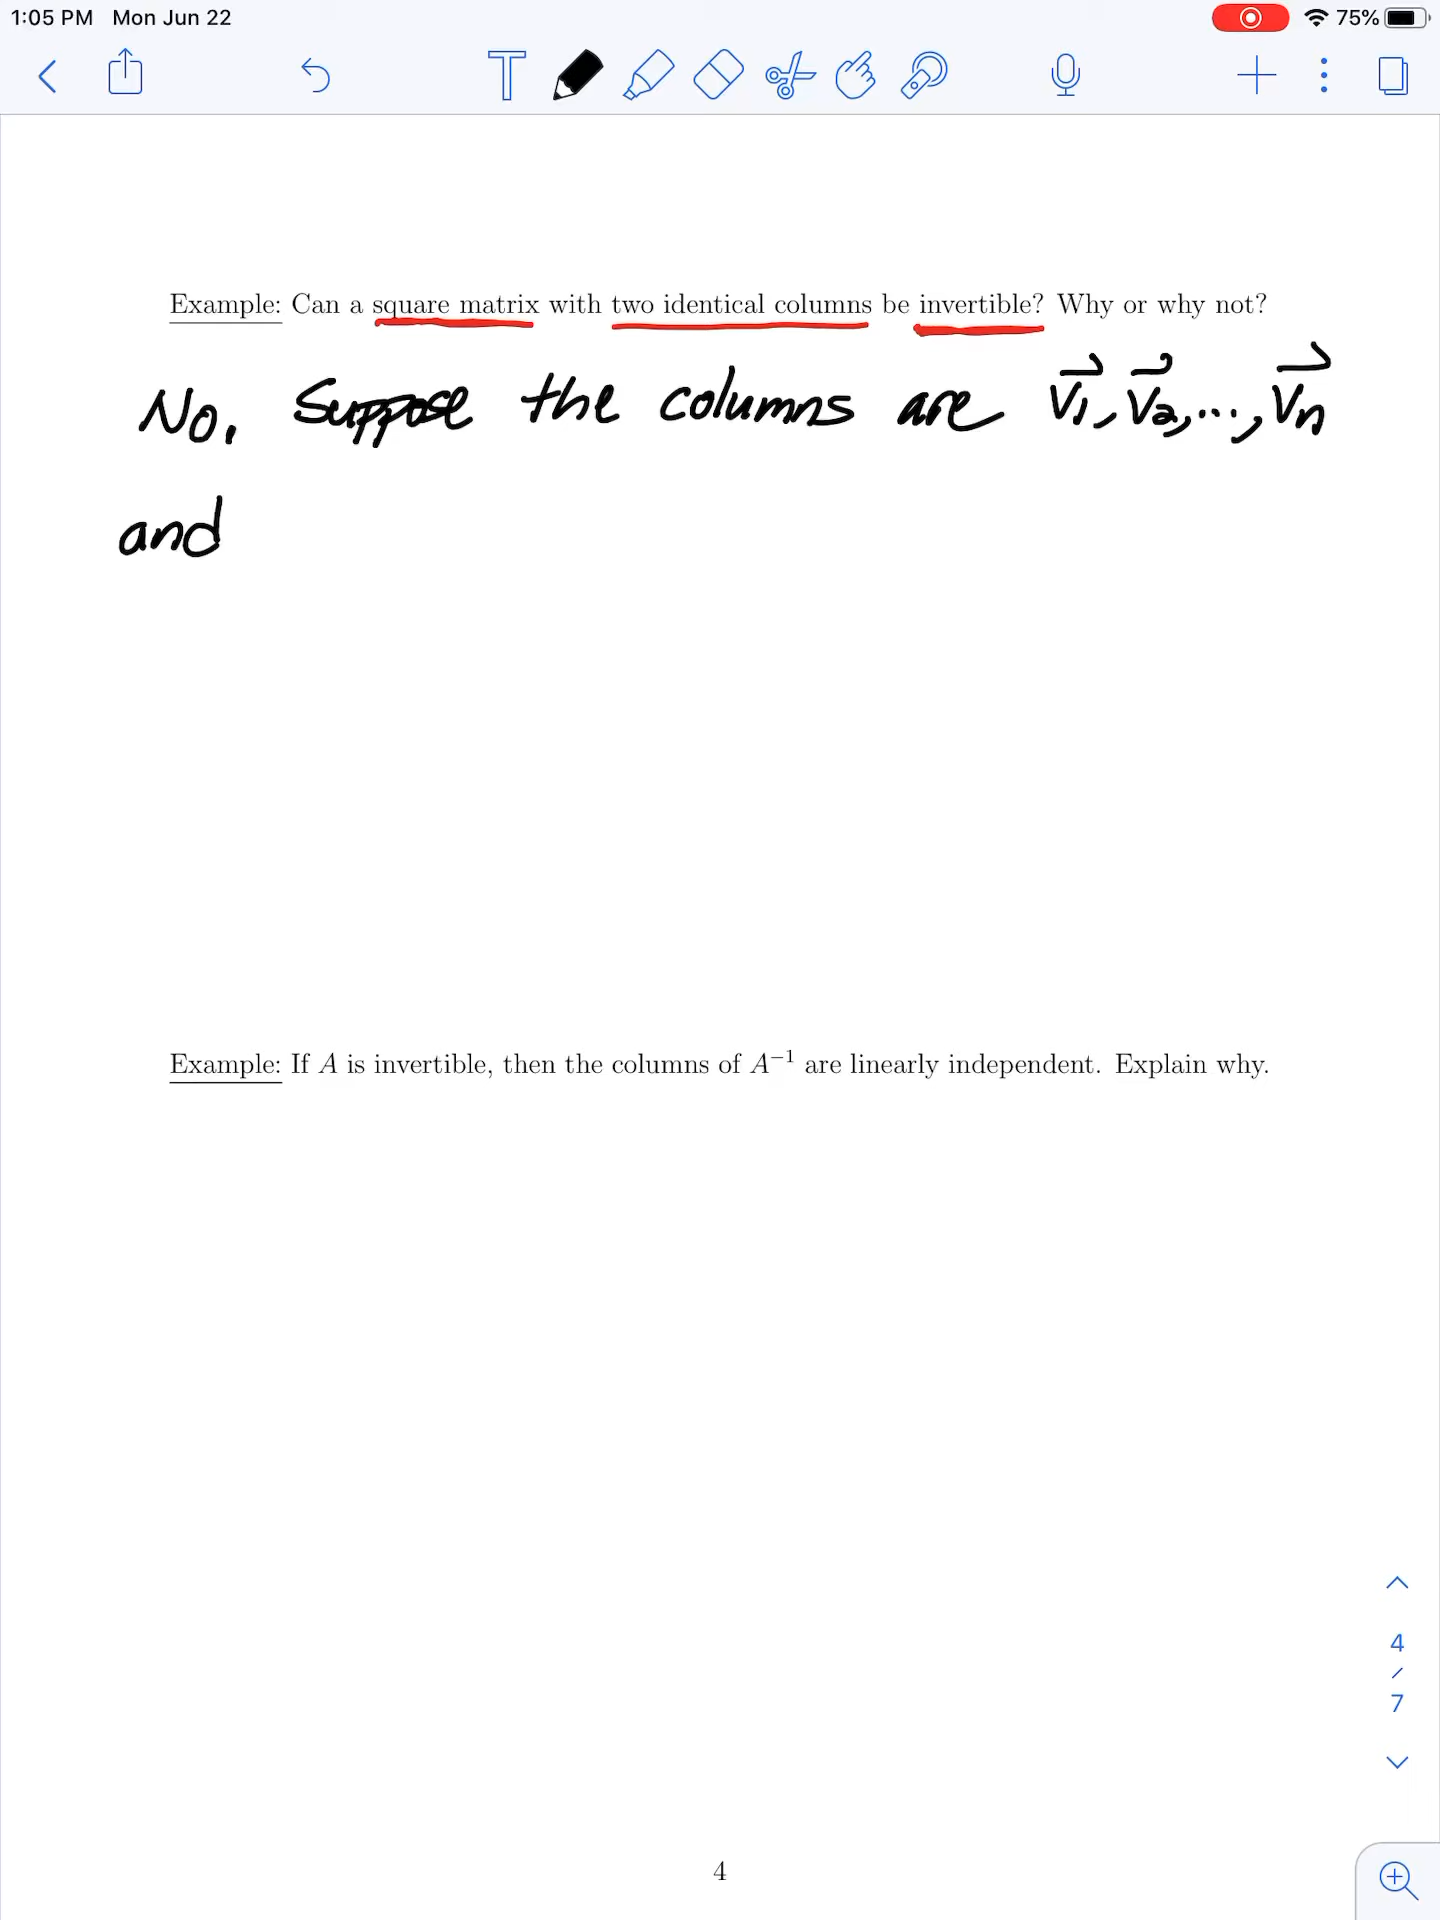 1:05 PM Mon Jun 22 75%
T
Example: Can a square matrix with two identical columns be invertible? Why or why not?
No. Suppose the columns are v⃗1, v⃗2, ..., v⃗n
and
Example: If A is invertible, then the columns of A⁻¹ are linearly independent. Explain why.
4
/
7
4